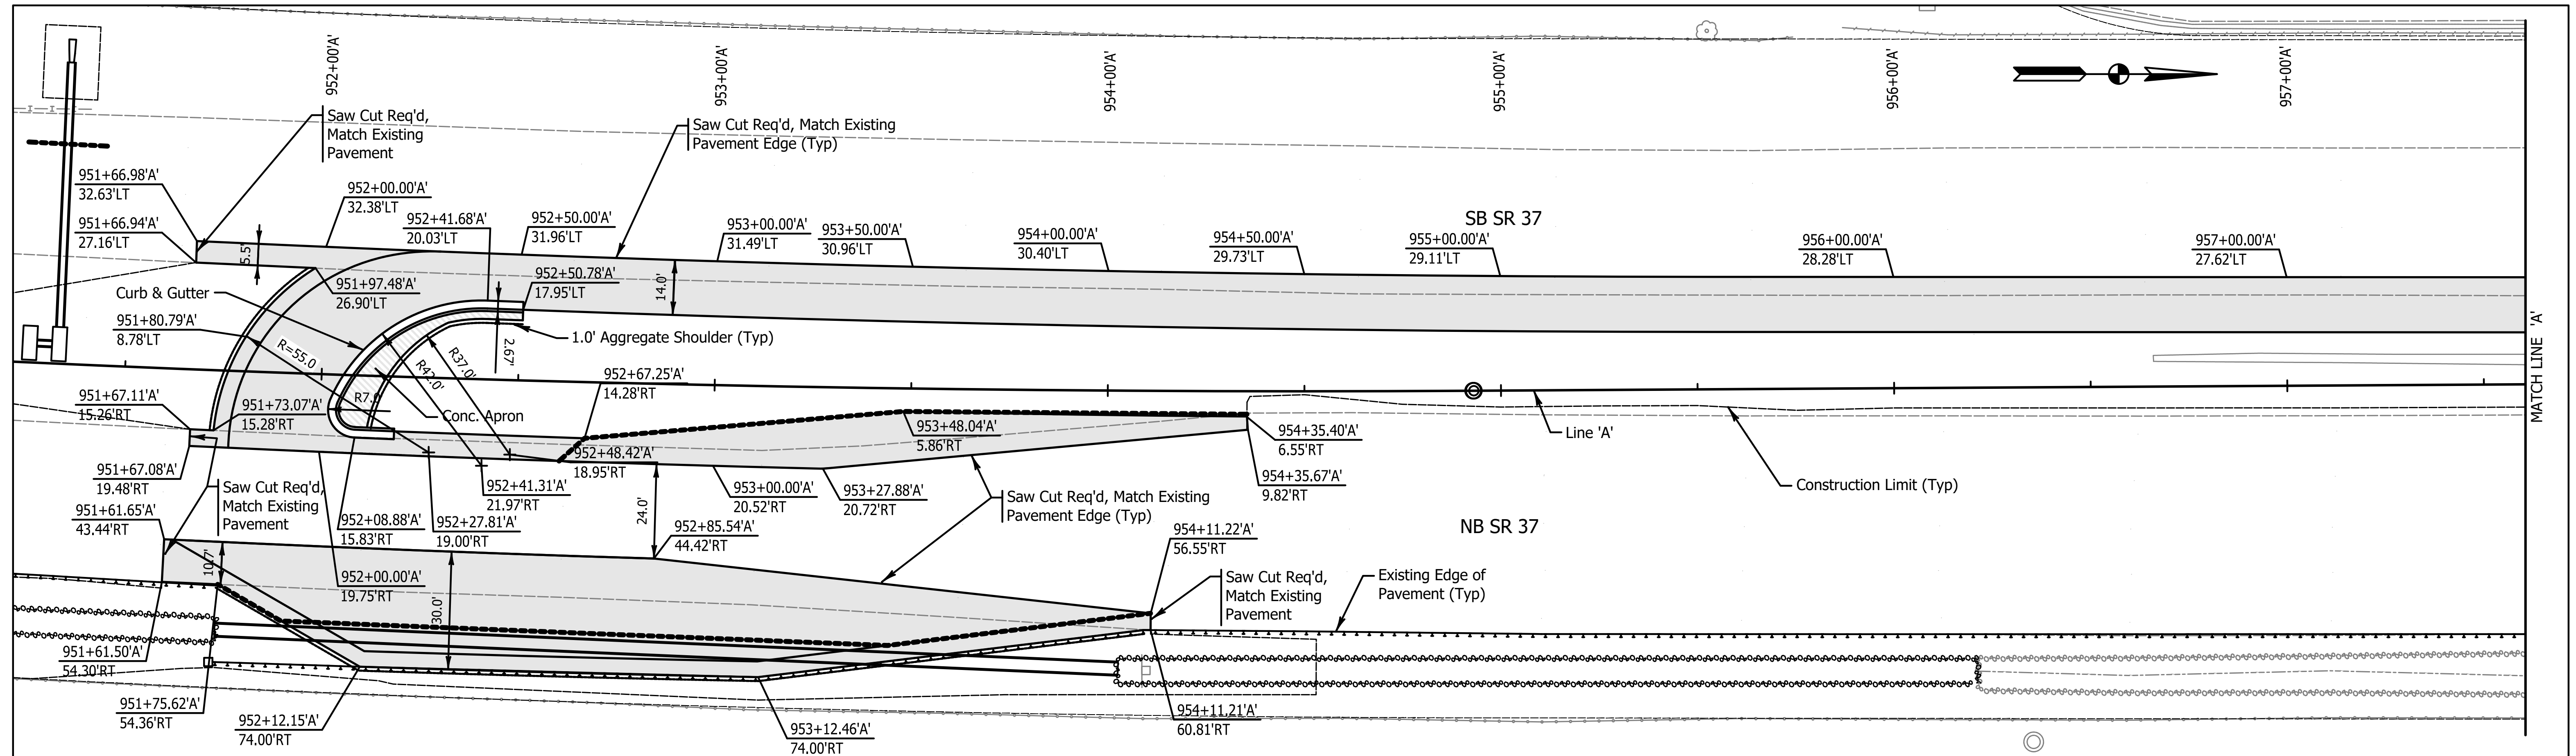 952+00'A'
953+00'A'
954+00'A'
955+00'A'
956+00'A'
957+00'A'
Saw Cut Req'd,
Match Existing
Pavement
Saw Cut Req'd, Match Existing
Pavement Edge (Typ)
951+66.98'A'
32.63'LT
951+66.94'A'
27.16'LT
952+00.00'A'
32.38'LT
952+41.68'A'
20.03'LT
952+50.00'A'
31.96'LT
953+00.00'A'
31.49'LT
953+50.00'A'
30.96'LT
954+00.00'A'
30.40'LT
954+50.00'A'
29.73'LT
955+00.00'A'
29.11'LT
SB SR 37
956+00.00'A'
28.28'LT
957+00.00'A'
27.62'LT
5.5'
14.0'
952+50.78'A'
17.95'LT
951+97.48'A'
26.90'LT
Curb & Gutter
951+80.79'A'
8.78'LT
R=55.0
R42.0'
R37.0'
R7.0
2.67'
1.0' Aggregate Shoulder (Typ)
Conc. Apron
952+67.25'A'
14.28'RT
951+67.11'A'
15.26'RT
951+73.07'A'
15.28'RT
951+67.08'A'
19.48'RT
Saw Cut Req'd,
Match Existing
Pavement
951+61.65'A'
43.44'RT
952+08.88'A'
15.83'RT
952+27.81'A'
19.00'RT
952+41.31'A'
21.97'RT
952+48.42'A'
18.95'RT
24.0'
953+00.00'A'
20.52'RT
953+27.88'A'
20.72'RT
953+48.04'A'
5.86'RT
954+35.40'A'
6.55'RT
954+35.67'A'
9.82'RT
Line 'A'
Construction Limit (Typ)
MATCH LINE 'A'
Saw Cut Req'd, Match Existing
Pavement Edge (Typ)
952+85.54'A'
44.42'RT
NB SR 37
954+11.22'A'
56.55'RT
Saw Cut Req'd,
Match Existing
Pavement
Existing Edge of
Pavement (Typ)
10.7'
952+00.00'A'
19.75'RT
30.0'
951+61.50'A'
54.30'RT
951+75.62'A'
54.36'RT
952+12.15'A'
74.00'RT
953+12.46'A'
74.00'RT
954+11.21'A'
60.81'RT